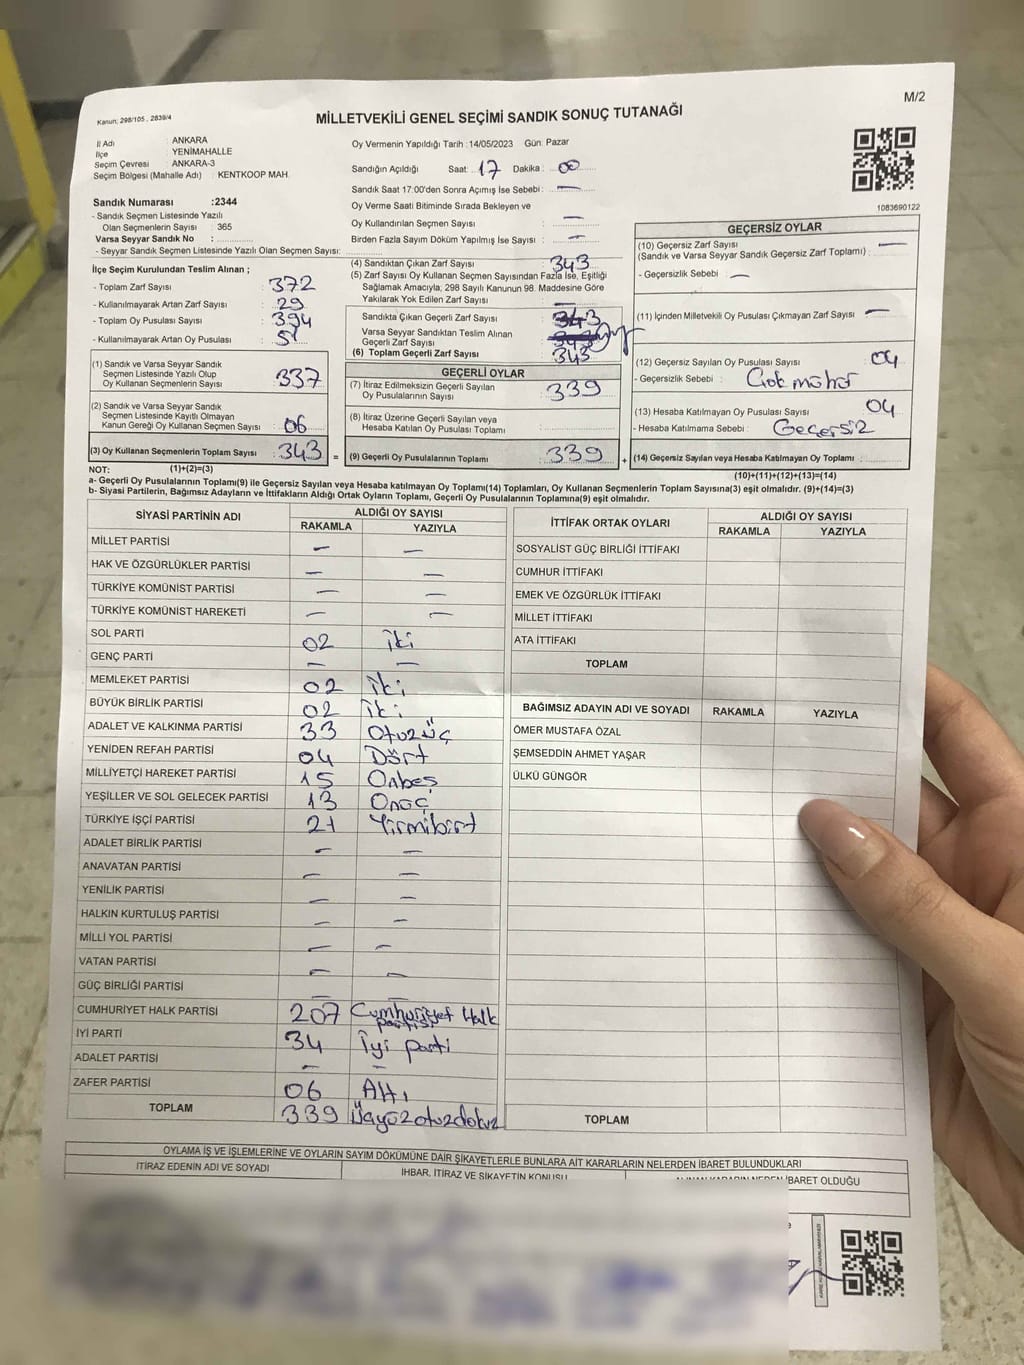 M/2
Kanun: 298/105 , 2839/4
MİLLETVEKİLİ GENEL SEÇİMİ SANDIK SONUÇ TUTANAĞI
İl Adı : ANKARA
İlçe : YENİMAHALLE
Seçim Çevresi : ANKARA-3
Seçim Bölgesi (Mahalle Adı) : KENTKOOP MAH.
Sandık Numarası :2344
- Sandık Seçmen Listesinde Yazılı
Olan Seçmenlerin Sayısı : 365
Varsa Seyyar Sandık No :
- Seyyar Sandık Seçmen Listesinde Yazılı Olan Seçmen Sayısı:
İlçe Seçim Kurulundan Teslim Alınan ;
- Toplam Zarf Sayısı : 372
- Kullanılmayarak Artan Zarf Sayısı : 29
- Toplam Oy Pusulası Sayısı : 394
- Kullanılmayarak Artan Oy Pusulası : 51
(1) Sandık ve Varsa Seyyar Sandık
Seçmen Listesinde Yazılı Olup
Oy Kullanan Seçmenlerin Sayısı : 337
(2) Sandık ve Varsa Seyyar Sandık
Seçmen Listesinde Kayıtlı Olmayan
Kanun Gereği Oy Kullanan Seçmen Sayısı : 06
(3) Oy Kullanan Seçmenlerin Toplam Sayısı : 343 =
Oy Vermenin Yapıldığı Tarih : 14/05/2023 Gün: Pazar
Sandığın Açıldığı Saat: 17 Dakika : 00
Sandık Saat 17:00'den Sonra Açımış İse Sebebi : —
Oy Verme Saati Bitiminde Sırada Bekleyen ve
Oy Kullandırılan Seçmen Sayısı : —
Birden Fazla Sayım Döküm Yapılmış İse Sayısı : —
(4) Sandıktan Çıkan Zarf Sayısı : 343
(5) Zarf Sayısı Oy Kullanan Seçmen Sayısından Fazla İse, Eşitliği
Sağlamak Amacıyla; 298 Sayılı Kanunun 98. Maddesine Göre
Yakılarak Yok Edilen Zarf Sayısı : —
Sandıkta Çıkan Geçerli Zarf Sayısı : 343
Varsa Seyyar Sandıktan Teslim Alınan
Geçerli Zarf Sayısı : 343
(6) Toplam Geçerli Zarf Sayısı : 343
GEÇERLİ OYLAR
(7) İtiraz Edilmeksizin Geçerli Sayılan
Oy Pusulalarının Sayısı : 339
(8) İtiraz Üzerine Geçerli Sayılan veya
Hesaba Katılan Oy Pusulası Toplamı :
(9) Geçerli Oy Pusulalarının Toplamı : 339 +
1083690122
GEÇERSİZ OYLAR
(10) Geçersiz Zarf Sayısı —
(Sandık ve Varsa Seyyar Sandık Geçersiz Zarf Toplamı) :
- Geçersizlik Sebebi : —
(11) İçinden Milletvekili Oy Pusulası Çıkmayan Zarf Sayısı : —
(12) Geçersiz Sayılan Oy Pusulası Sayısı : 04
- Geçersizlik Sebebi : Çok mühür
(13) Hesaba Katılmayan Oy Pusulası Sayısı : 04
- Hesaba Katılmama Sebebi : Geçersiz
(14) Geçersiz Sayılan veya Hesaba Katılmayan Oy Toplamı :
NOT: (1)+(2)=(3)
(10)+(11)+(12)+(13)=(14)
a- Geçerli Oy Pusulalarının Toplamı(9) ile Geçersiz Sayılan veya Hesaba katılmayan Oy Toplamı(14) Toplamları, Oy Kullanan Seçmenlerin Toplam Sayısına(3) eşit olmalıdır. (9)+(14)=(3)
b- Siyasi Partilerin, Bağımsız Adayların ve İttifakların Aldığı Ortak Oyların Toplamı, Geçerli Oy Pusulalarının Toplamına(9) eşit olmalıdır.
SİYASİ PARTİNİN ADI ALDIĞI OY SAYISI
RAKAMLA YAZIYLA
MİLLET PARTİSİ — —
HAK VE ÖZGÜRLÜKLER PARTİSİ — —
TÜRKİYE KOMÜNİST PARTİSİ — —
TÜRKİYE KOMÜNİST HAREKETİ — —
SOL PARTİ 02 iki
GENÇ PARTİ — —
MEMLEKET PARTİSİ 02 iki
BÜYÜK BİRLİK PARTİSİ 02 iki
ADALET VE KALKINMA PARTİSİ 33 Otuzüç
YENİDEN REFAH PARTİSİ 04 Dört
MİLLİYETÇİ HAREKET PARTİSİ 15 Onbeş
YEŞİLLER VE SOL GELECEK PARTİSİ 13 Onüç
TÜRKİYE İŞÇİ PARTİSİ 21 Yirmibir
ADALET BİRLİK PARTİSİ — —
ANAVATAN PARTİSİ — —
YENİLİK PARTİSİ — —
HALKIN KURTULUŞ PARTİSİ — —
MİLLİ YOL PARTİSİ — —
VATAN PARTİSİ — —
GÜÇ BİRLİĞİ PARTİSİ — —
CUMHURİYET HALK PARTİSİ 207 Cumhuriyet Halk
partisi
İYİ PARTİ 34 İyi parti
ADALET PARTİSİ — —
ZAFER PARTİSİ 06 Altı
TOPLAM 339 Üçyüzotuzdokuz
İTTİFAK ORTAK OYLARI ALDIĞI OY SAYISI
RAKAMLA YAZIYLA
SOSYALİST GÜÇ BİRLİĞİ İTTİFAKI
CUMHUR İTTİFAKI
EMEK VE ÖZGÜRLÜK İTTİFAKI
MİLLET İTTİFAKI
ATA İTTİFAKI
TOPLAM
BAĞIMSIZ ADAYIN ADI VE SOYADI RAKAMLA YAZIYLA
ÖMER MUSTAFA ÖZAL
ŞEMSEDDİN AHMET YAŞAR
ÜLKÜ GÜNGÖR
TOPLAM
OYLAMA İŞ VE İŞLEMLERİNE VE OYLARIN SAYIM DÖKÜMÜNE DAİR ŞİKAYETLERLE BUNLARA AİT KARARLARIN NELERDEN İBARET BULUNDUKLARI
İTİRAZ EDENİN ADI VE SOYADI İHBAR, İTİRAZ VE ŞİKAYETİN KONUSU İBARET OLDUĞU